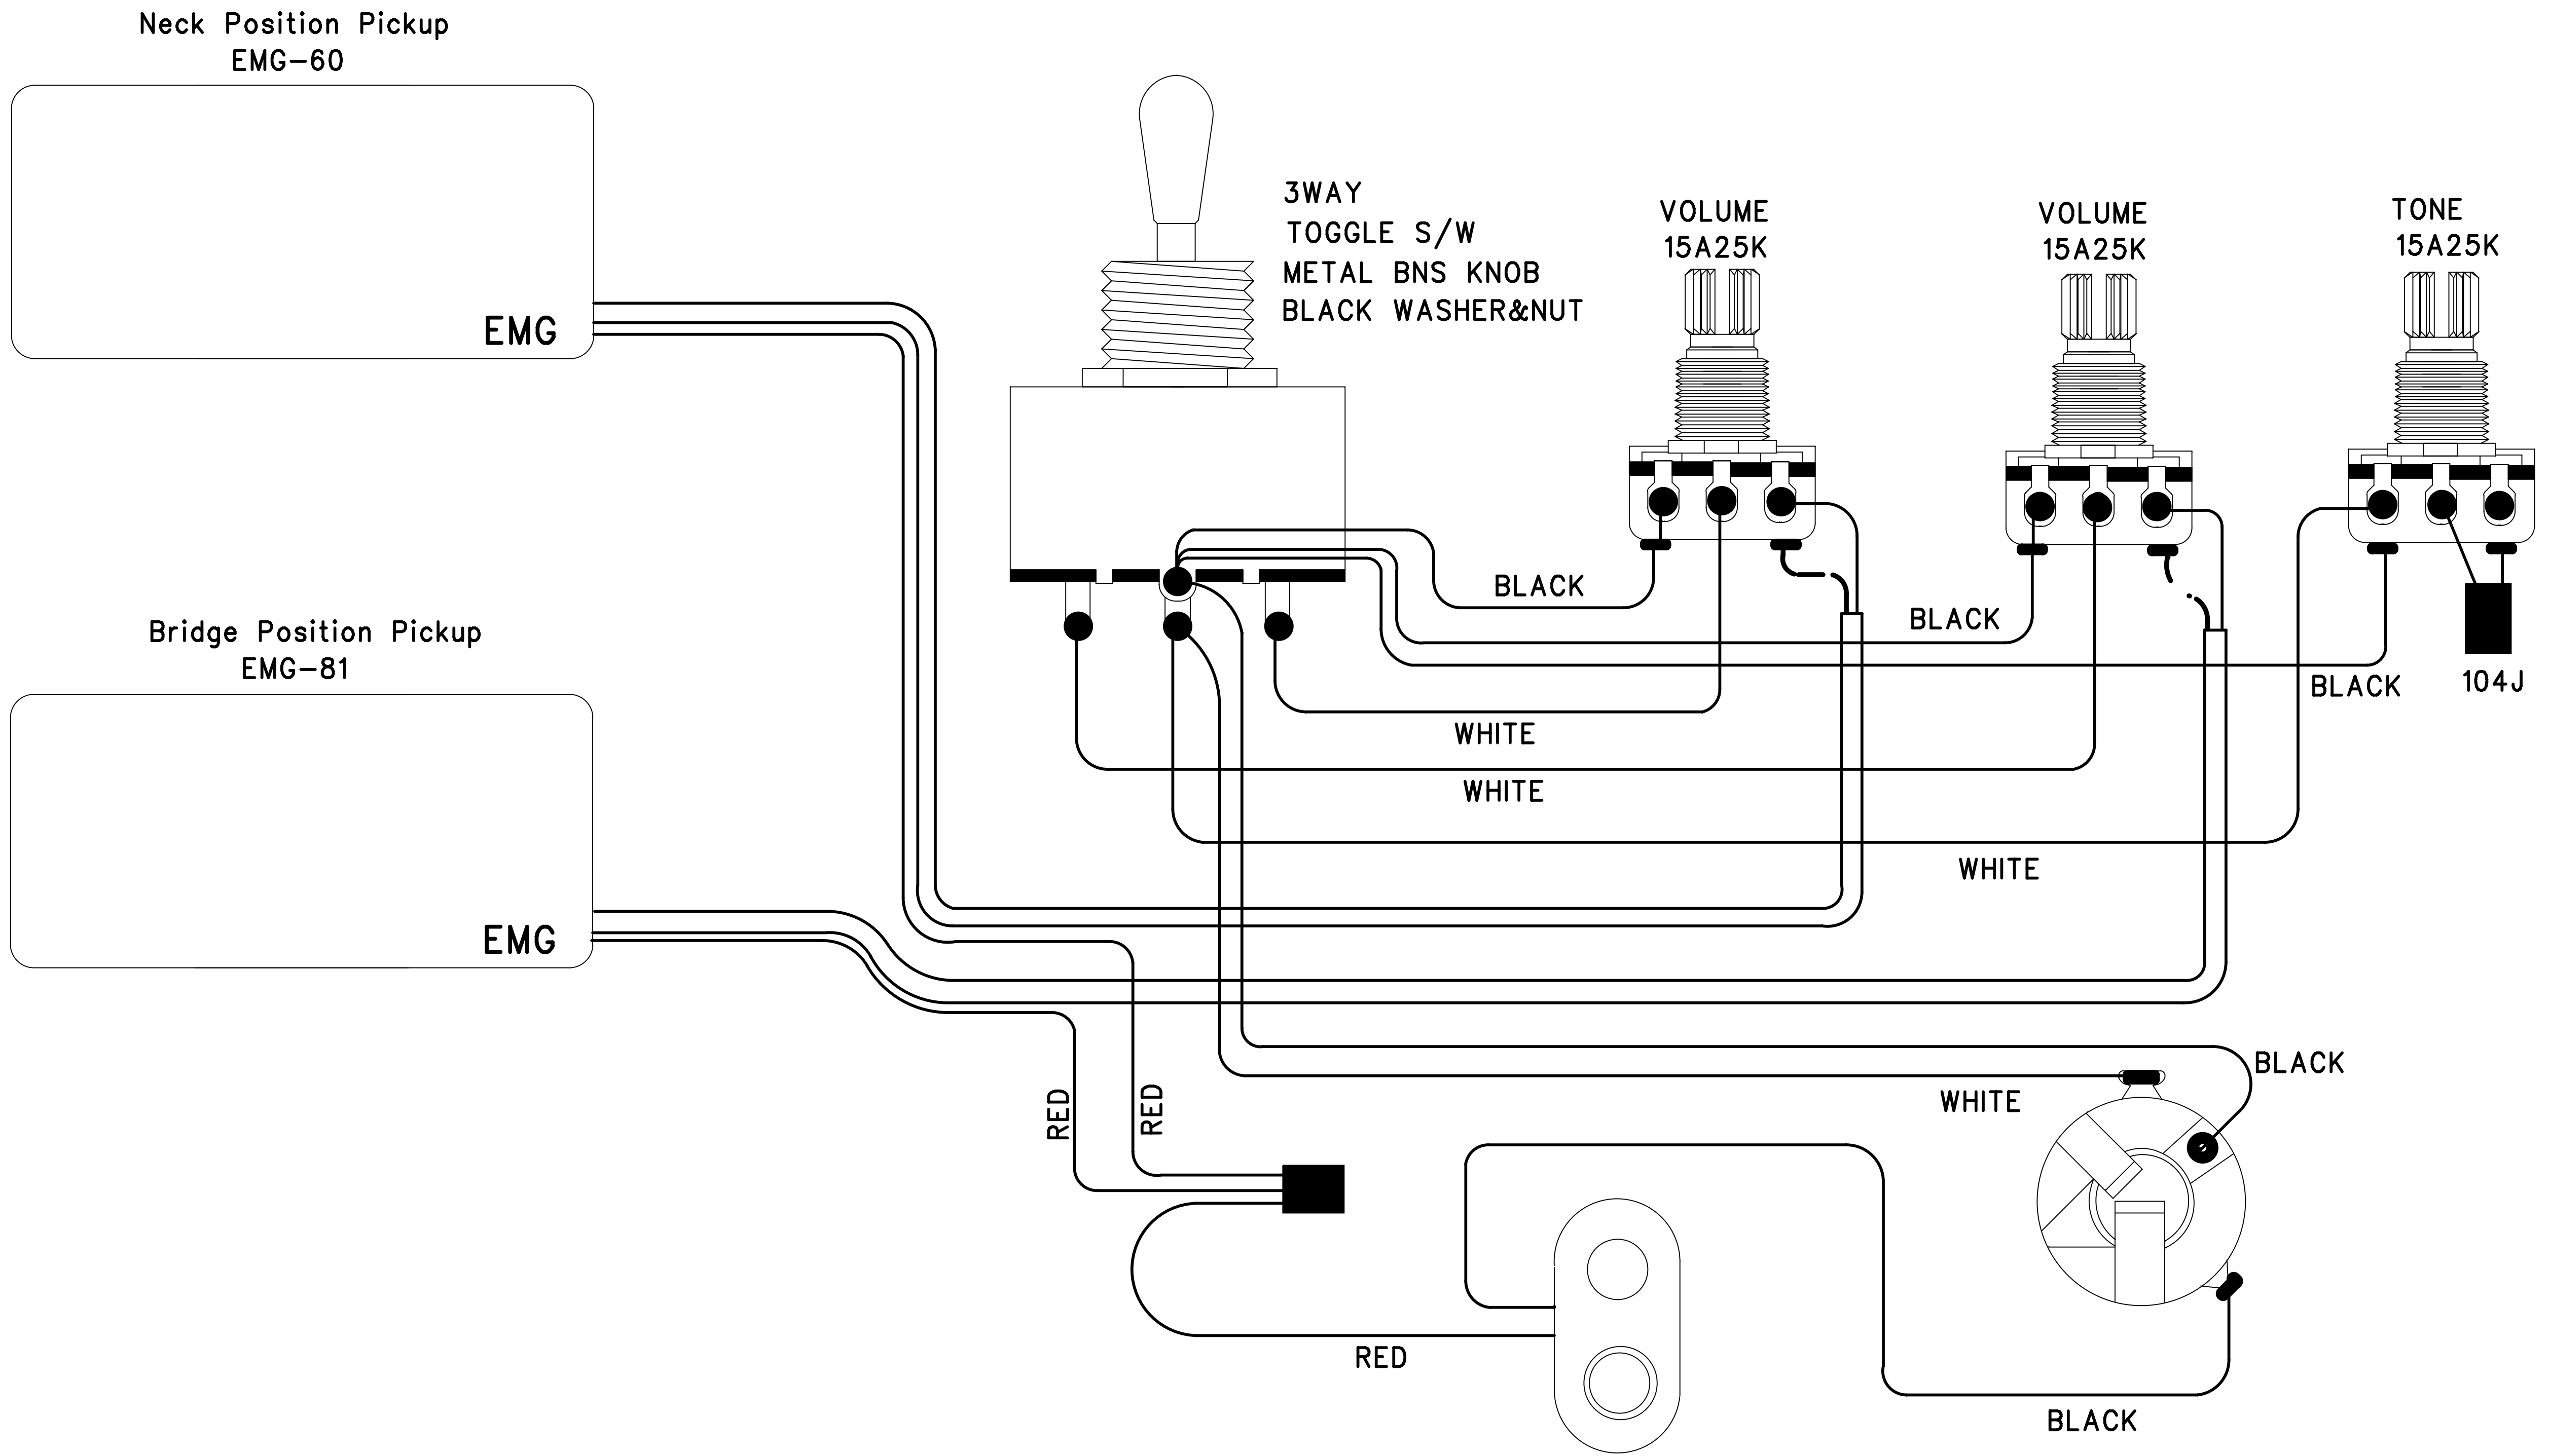 Neck Position Pickup
EMG-60
EMG
3WAY
TOGGLE S/W
METAL BNS KNOB
BLACK WASHER&NUT
VOLUME
15A25K
VOLUME
15A25K
TONE
15A25K
BLACK
BLACK
BLACK
104J
WHITE
WHITE
WHITE
Bridge Position Pickup
EMG-81
EMG
RED
RED
BLACK
WHITE
RED
BLACK